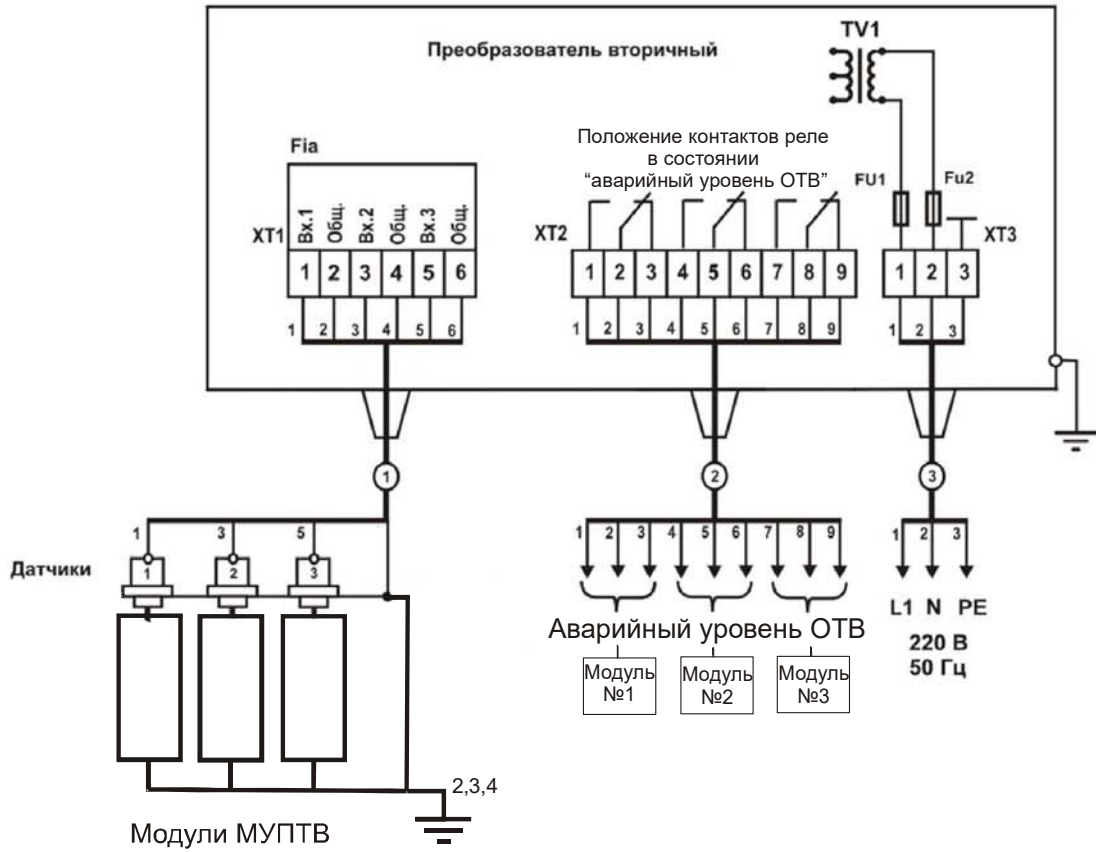 Преобразователь вторичный
TV1
Положение контактов реле
в состоянии
“аварийный уровень ОТВ”
Fia
Вх.1 Общ. Вх.2 Общ. Вх.3 Общ.
FU1 Fu2
XT1
1 2 3 4 5 6
XT2
1 2 3 4 5 6 7 8 9
XT3
1 2 3
1 2 3 4 5 6
1 2 3 4 5 6 7 8 9
1 2 3
1 2 3
1 3 5
1 2 3 4 5 6 7 8 9
1 2 3
Датчики
1 2 3
L1 N PE
Аварийный уровень ОТВ
220 В
50 Гц
Модуль
№1
Модуль
№2
Модуль
№3
2,3,4
Модули МУПТВ